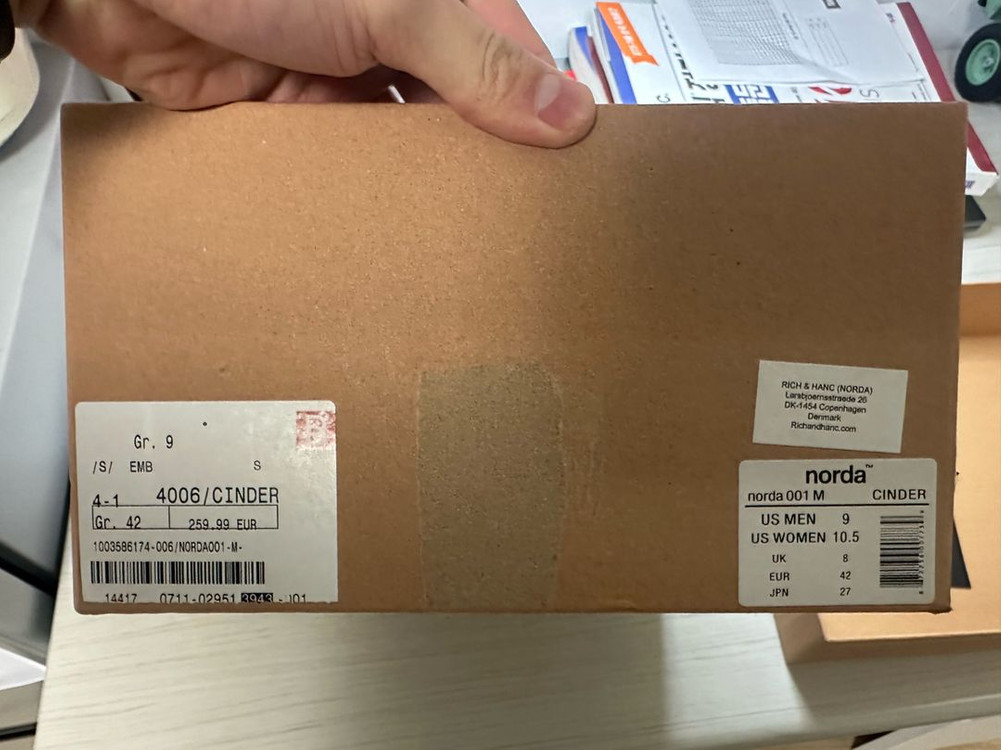 Gr. 9
/S/ EMB S
4-1 4006/CINDER
Gr. 42 259.99 EUR
1003586174-006/NORDA001-M-
14417 0711-02951 3943 - 001
RICH & HANC (NORDA)
Larsbjoernsstraede 26
DK-1454 Copenhagen
Denmark
Richandhanc.com
norda™
norda 001 M CINDER
US MEN 9
US WOMEN 10.5
UK 8
EUR 42
JPN 27